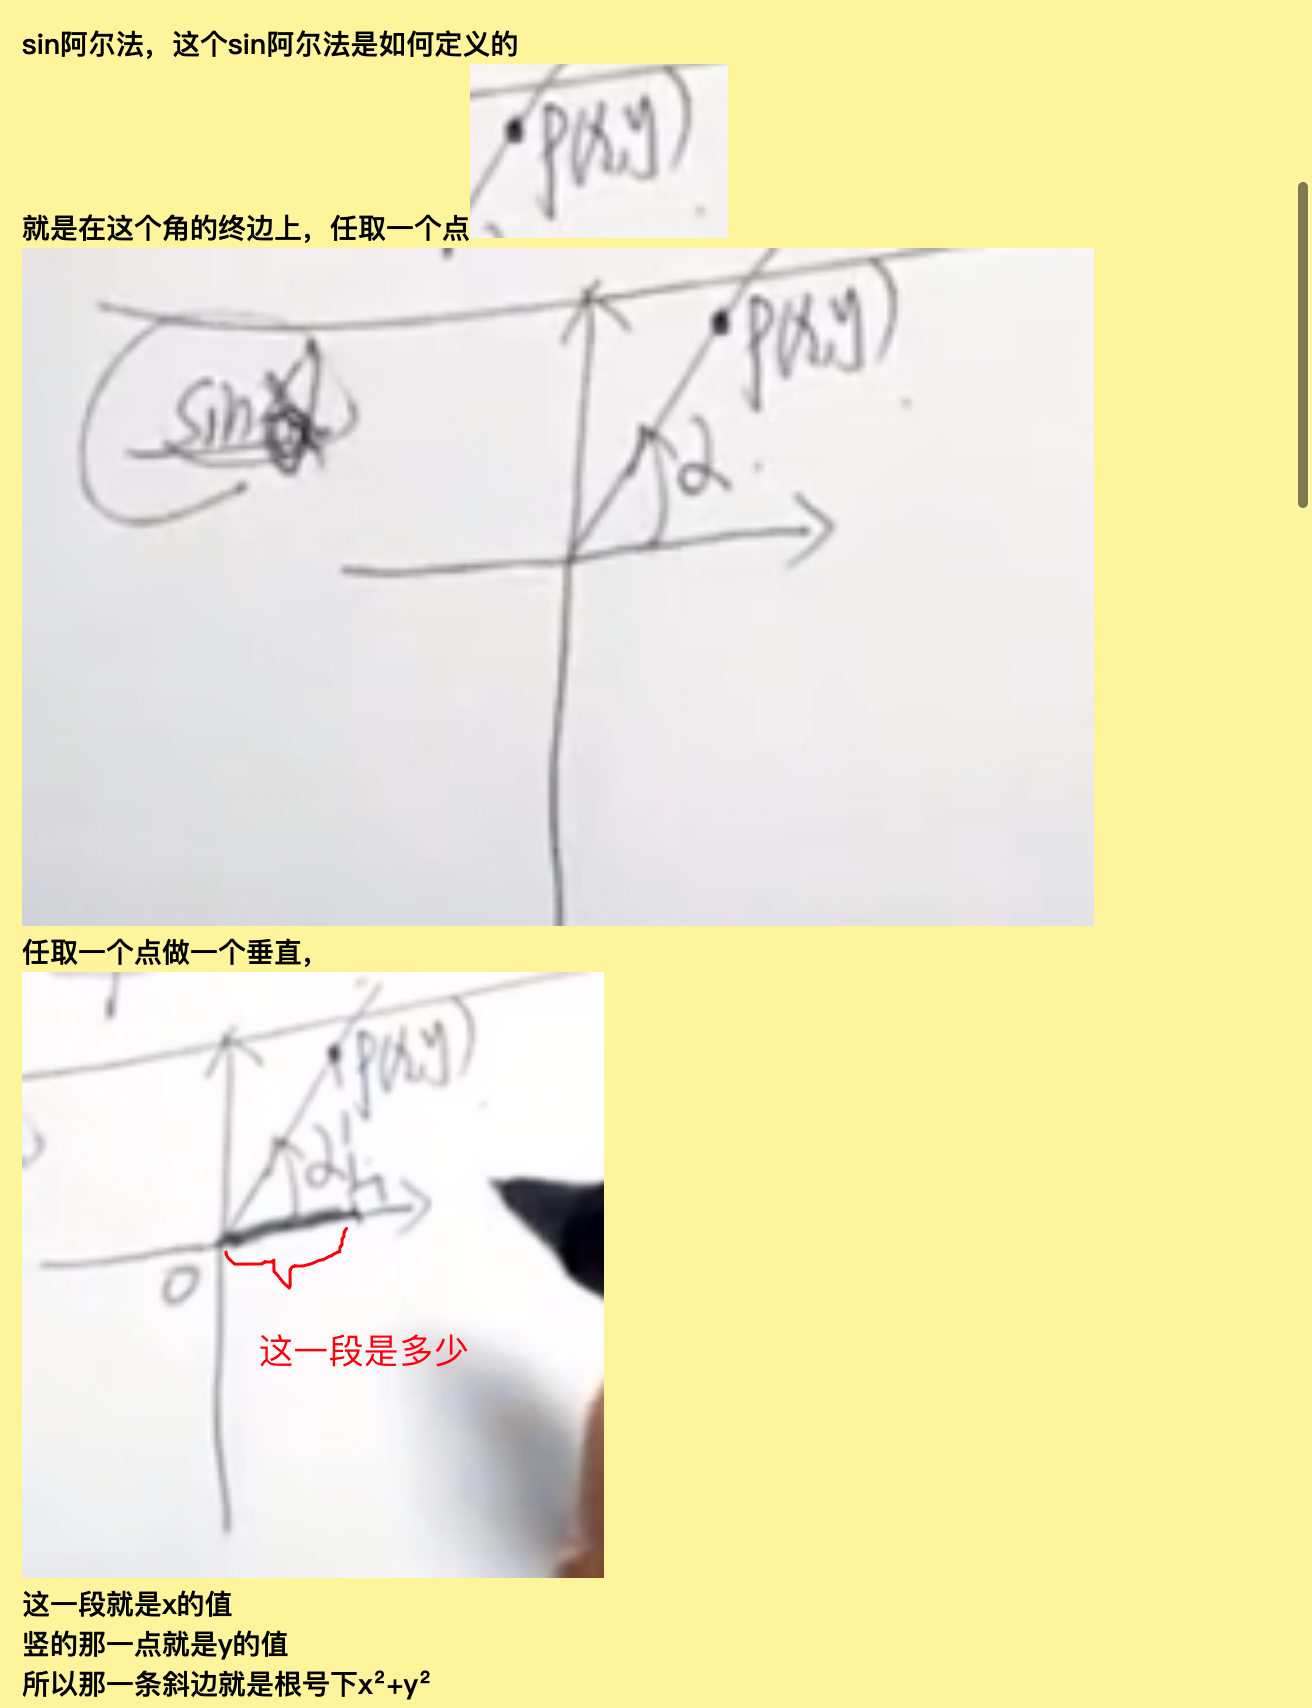 sin阿尔法，这个sin阿尔法是如何定义的
P(x,y)
就是在这个角的终边上，任取一个点
P(x,y)
sin
α
任取一个点做一个垂直，
P(x,y)
α
O
这一段是多少
这一段就是x的值
竖的那一点就是y的值
所以那一条斜边就是根号下x²+y²